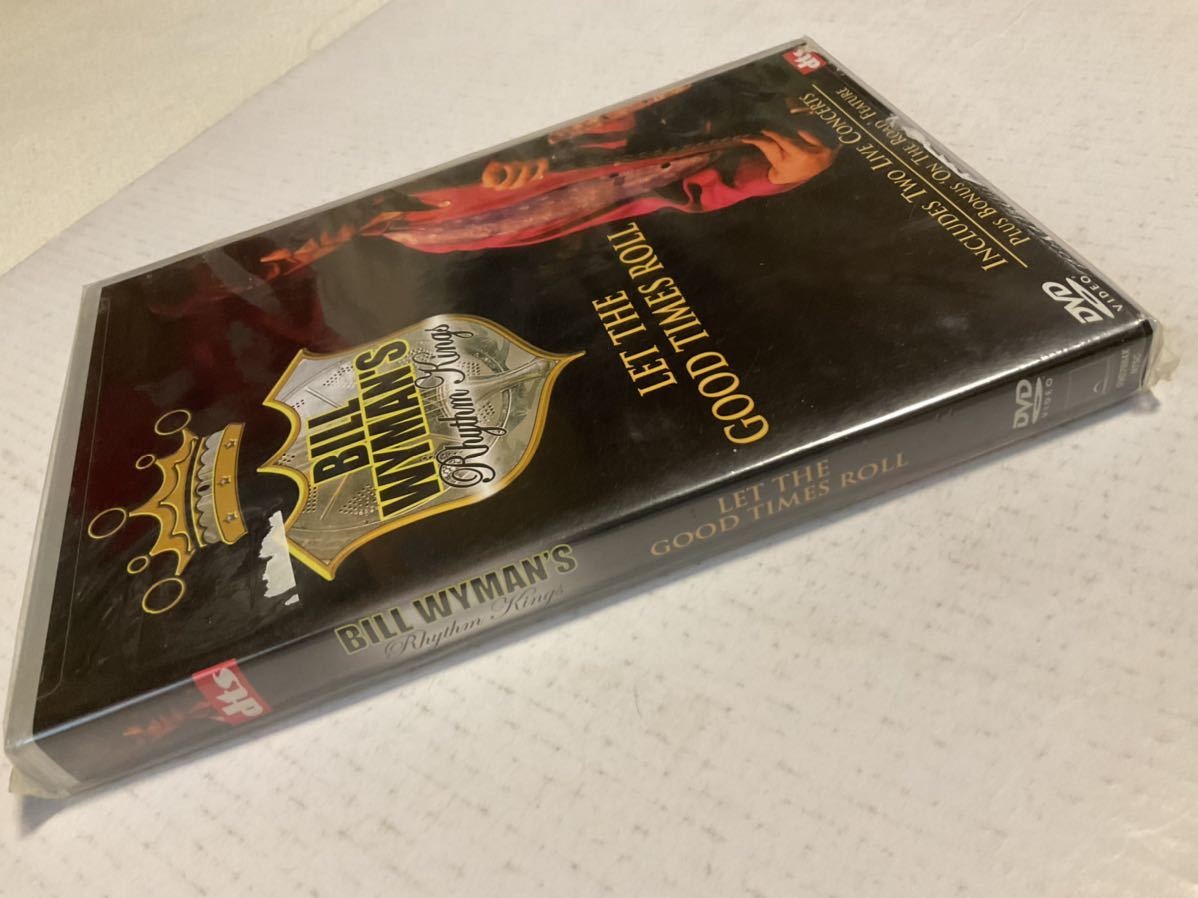 dts
INCLUDES TWO LIVE CONCERTS
PLUS BONUS 'ON THE ROAD' FEATURE
DVD
VIDEO
LET THE
GOOD TIMES ROLL
BILL
WYMAN'S
Rhythm Kings
dts
BILL WYMAN'S
Rhythm Kings
LET THE
GOOD TIMES ROLL
DVD
VIDEO